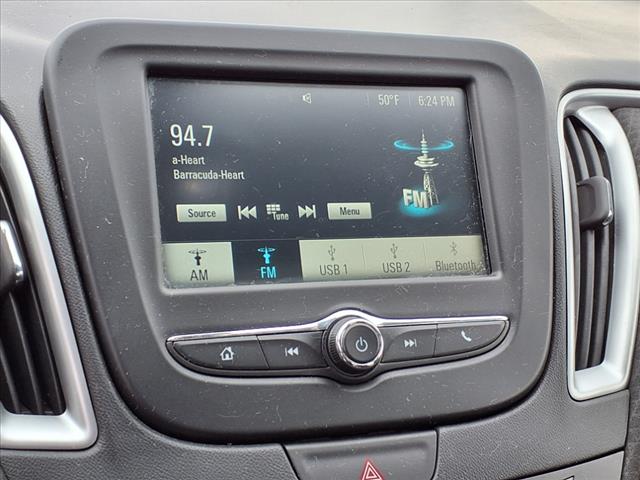 50°F 6:24 PM
94.7
a-Heart
Barracuda-Heart
FM
Source Tune Menu
AM FM USB 1 USB 2 Bluetooth